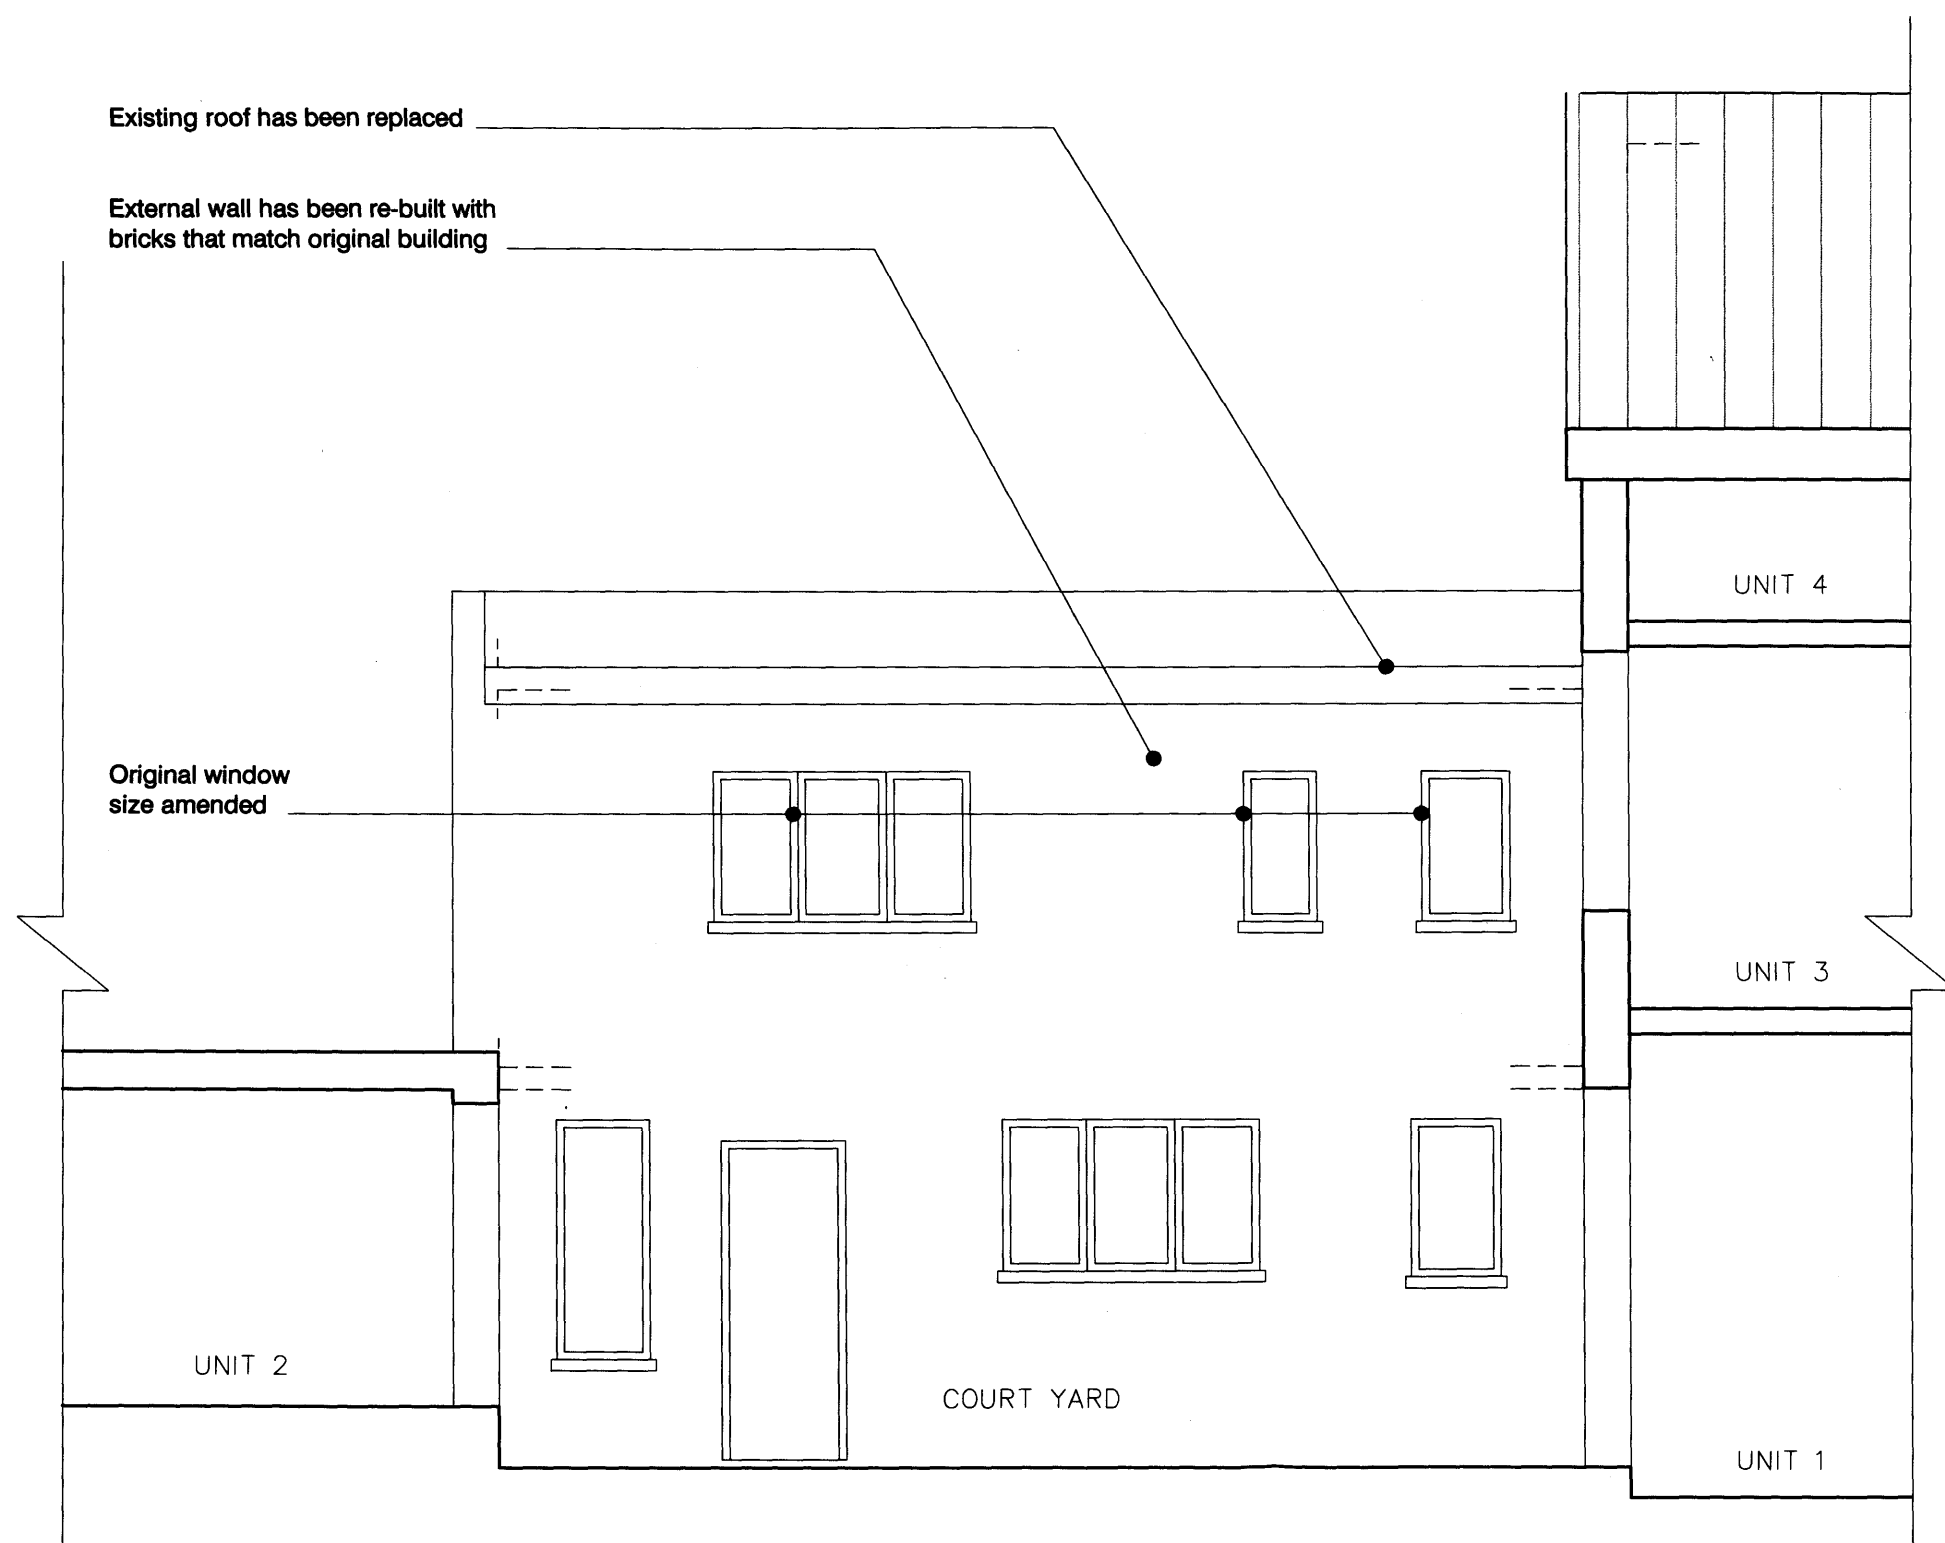 Existing roof has been replaced
External wall has been re-built with
bricks that match original building
UNIT 4
Original window
size amended
UNIT 3
UNIT 2
COURT YARD
UNIT 1